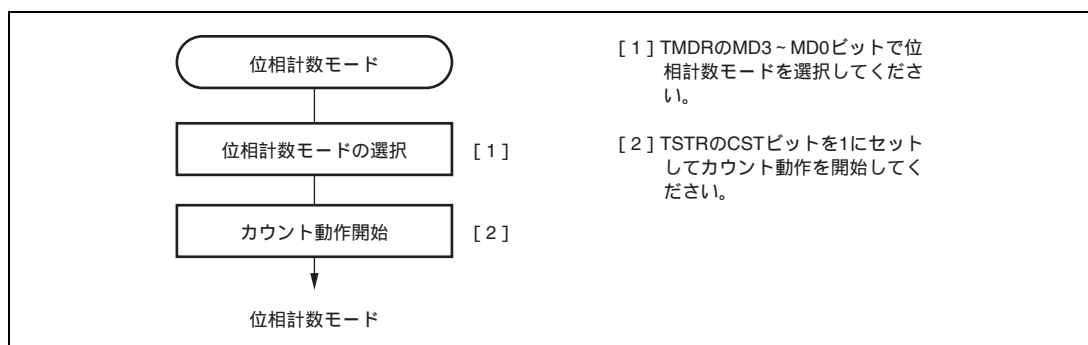 位相計数モード
位相計数モードの選択 [ 1 ]
カウント動作開始 [ 2 ]
位相計数モード
[ 1 ] TMDRのMD3~MD0ビットで位
相計数モードを選択してくださ
い。
[ 2 ] TSTRのCSTビットを1にセット
してカウント動作を開始してく
ださい。